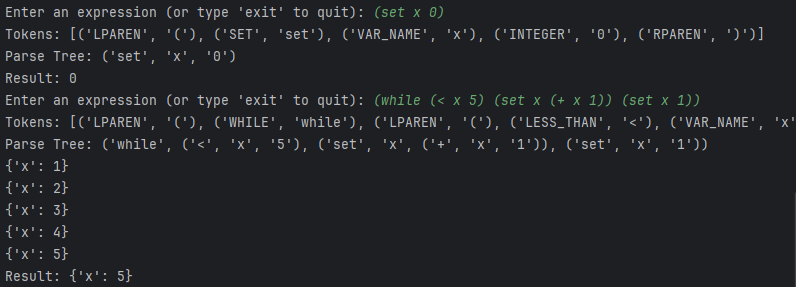 Enter an expression (or type 'exit' to quit): (set x 0)
Tokens: [('LPAREN', '('), ('SET', 'set'), ('VAR_NAME', 'x'), ('INTEGER', '0'), ('RPAREN', ')')]
Parse Tree: ('set', 'x', '0')
Result: 0
Enter an expression (or type 'exit' to quit): (while (< x 5) (set x (+ x 1)) (set x 1))
Tokens: [('LPAREN', '('), ('WHILE', 'while'), ('LPAREN', '('), ('LESS_THAN', '<'), ('VAR_NAME', 'x'
Parse Tree: ('while', ('<', 'x', '5'), ('set', 'x', ('+', 'x', '1')), ('set', 'x', '1'))
{'x': 1}
{'x': 2}
{'x': 3}
{'x': 4}
{'x': 5}
Result: {'x': 5}